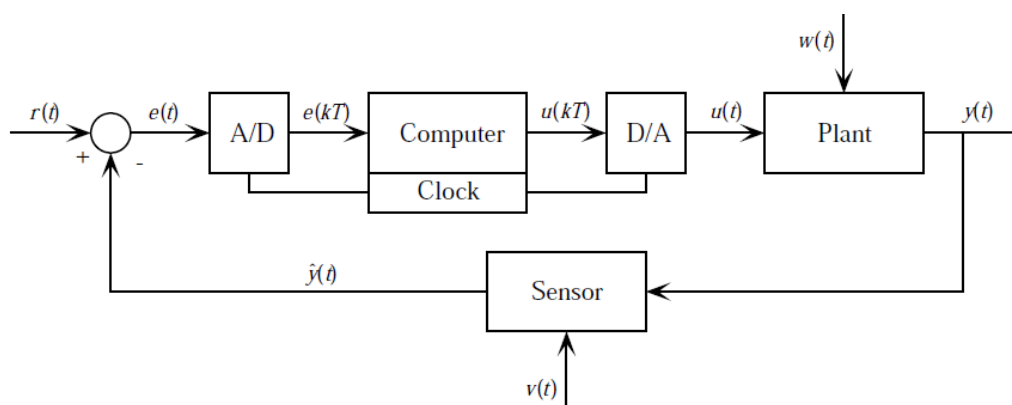 w(t)
r(t)
e(t)
A/D
e(kT)
Computer
u(kT)
D/A
u(t)
Plant
y(t)
+
-
Clock
ŷ(t)
Sensor
v(t)